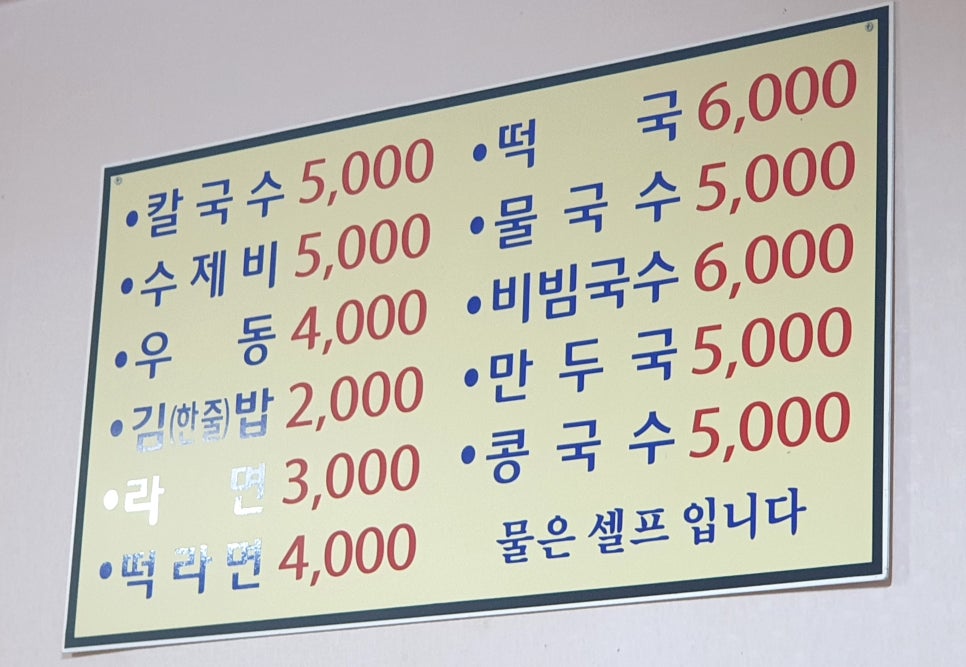 •칼국수 5,000
•수제비 5,000
•우동 4,000
•김(한줄)밥 2,000
•라면 3,000
•떡라면 4,000
•떡국 6,000
•물국수 5,000
•비빔국수 6,000
•만두국 5,000
•콩국수 5,000
물은 셀프 입니다